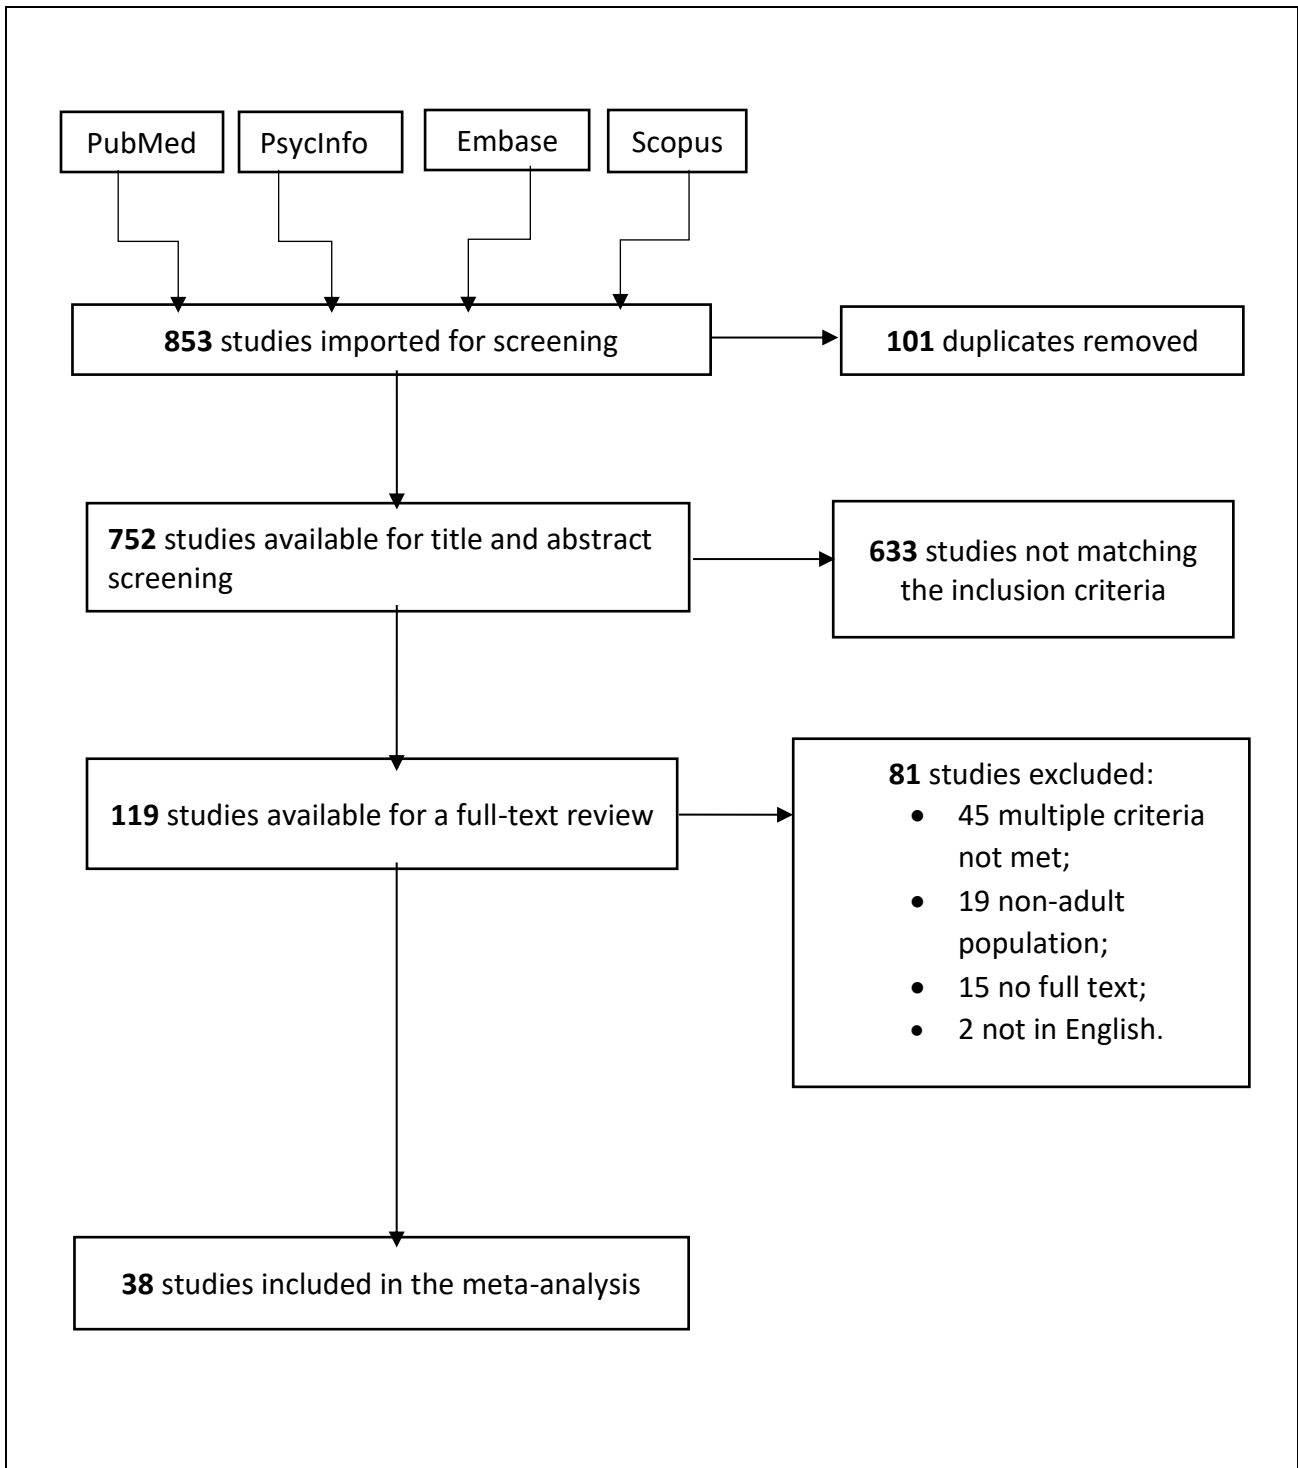 PubMed
PsycInfo
Embase
Scopus
853 studies imported for screening
101 duplicates removed
752 studies available for title and abstract
screening
633 studies not matching
the inclusion criteria
119 studies available for a full-text review
81 studies excluded:
• 45 multiple criteria
not met;
• 19 non-adult
population;
• 15 no full text;
• 2 not in English.
38 studies included in the meta-analysis